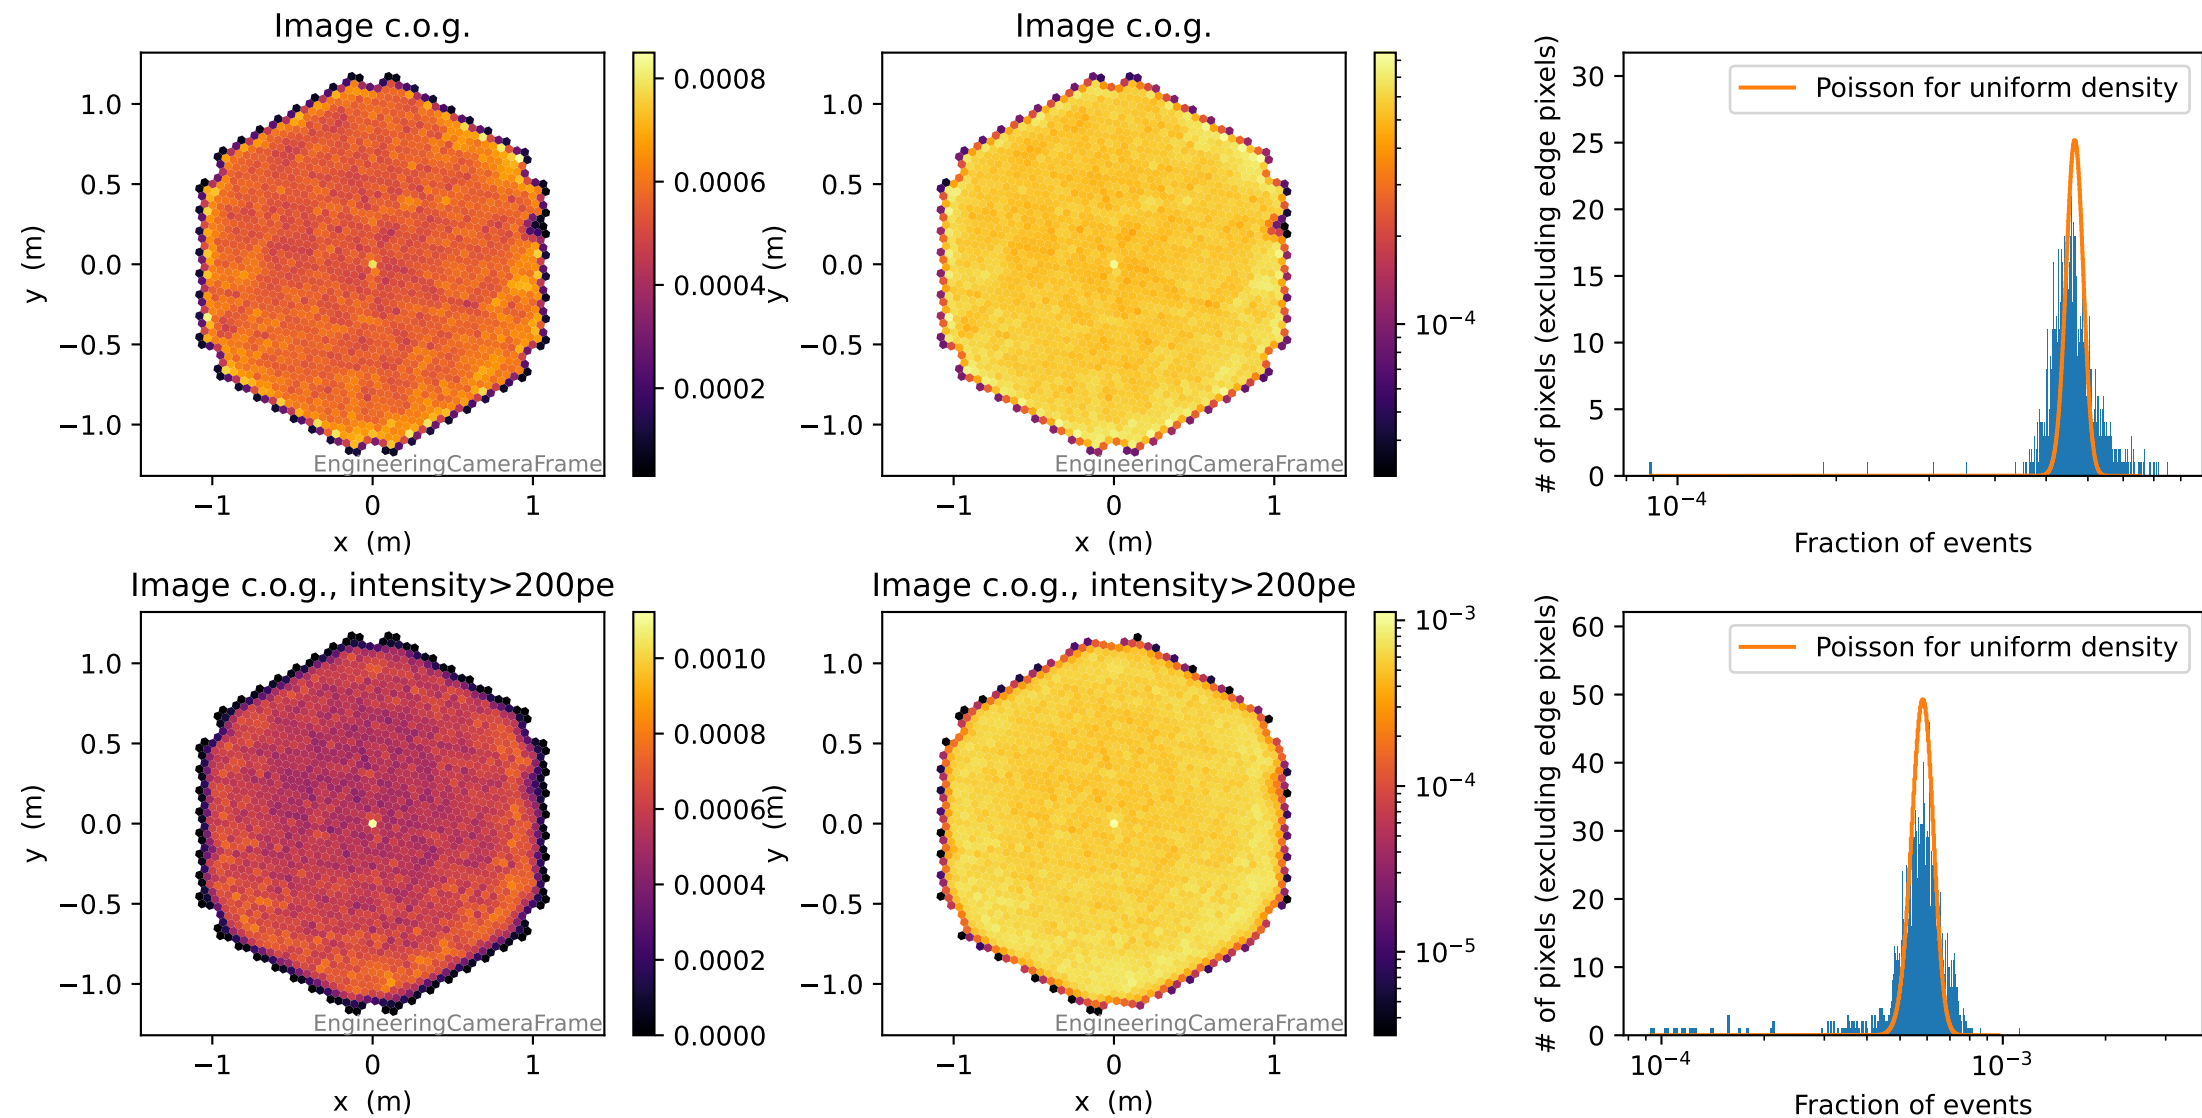 Image c.o.g.
1.0
0.5
0.0
−0.5
−1.0
y (m)
−1
0
1
x (m)
EngineeringCameraFrame
0.0008
0.0006
0.0004
0.0002
Image c.o.g.
1.0
0.5
0.0
−0.5
−1.0
y (m)
−1
0
1
x (m)
EngineeringCameraFrame
10⁻⁴
30
25
20
15
10
5
0
# of pixels (excluding edge pixels)
Poisson for uniform density
10⁻⁴
Fraction of events
Image c.o.g., intensity>200pe
1.0
0.5
0.0
−0.5
−1.0
y (m)
−1
0
1
x (m)
EngineeringCameraFrame
0.0010
0.0008
0.0006
0.0004
0.0002
0.0000
Image c.o.g., intensity>200pe
1.0
0.5
0.0
−0.5
−1.0
y (m)
−1
0
1
x (m)
EngineeringCameraFrame
10⁻³
10⁻⁴
10⁻⁵
60
50
40
30
20
10
0
# of pixels (excluding edge pixels)
Poisson for uniform density
10⁻⁴
10⁻³
Fraction of events